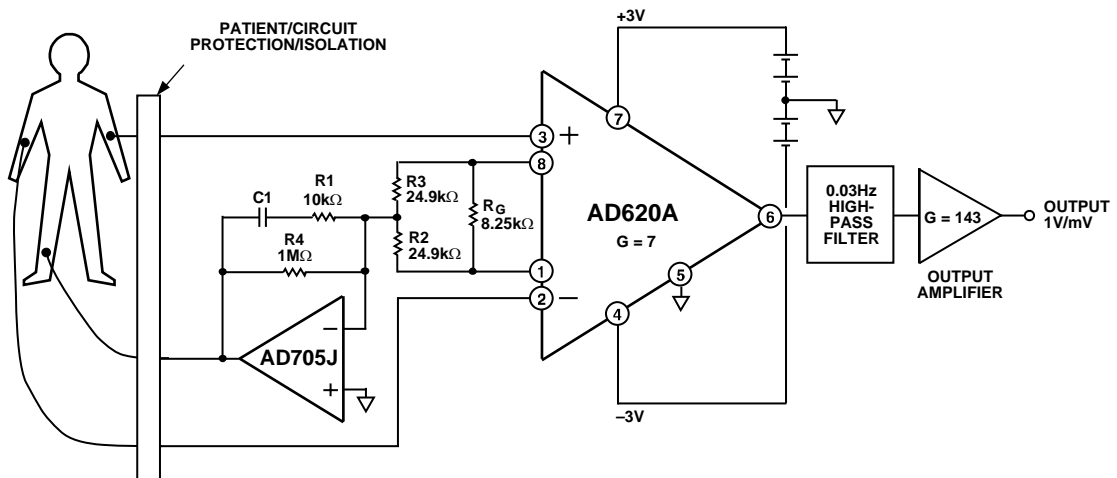 PATIENT/CIRCUIT
PROTECTION/ISOLATION
+3V
3
+
8
7
C1
R1
10kΩ
R3
24.9kΩ
RG
8.25kΩ
R4
1MΩ
R2
24.9kΩ
AD620A
G = 7
6
0.03Hz
HIGH-
PASS
FILTER
G = 143
OUTPUT
1V/mV
OUTPUT
AMPLIFIER
1
2
–
5
4
–
AD705J
+
–3V